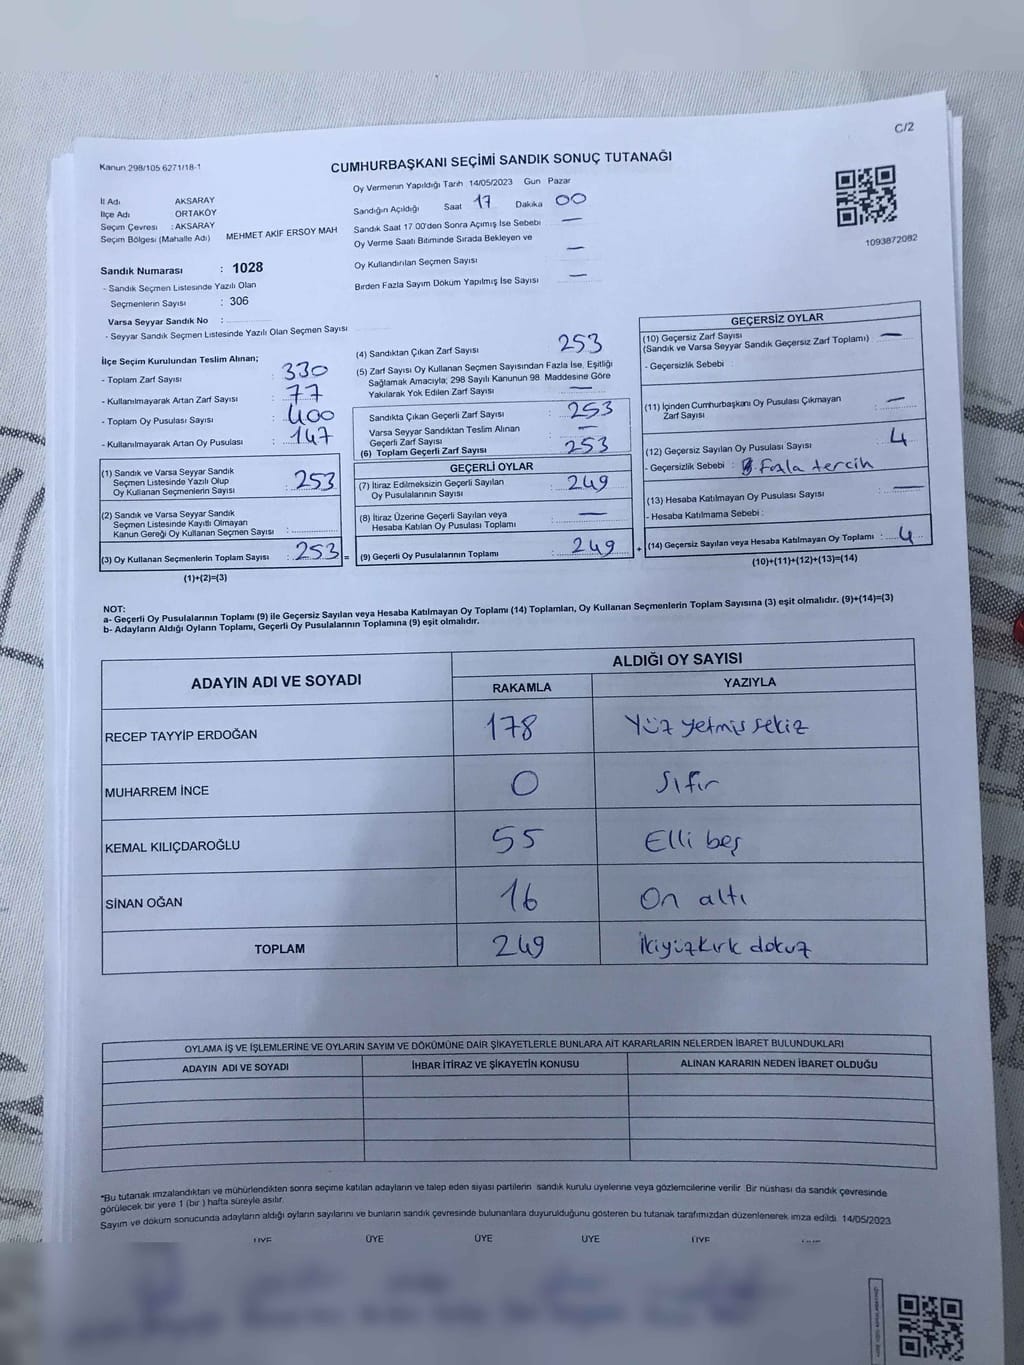 C/2
Kanun 298/105 6271/18-1
CUMHURBAŞKANI SEÇİMİ SANDIK SONUÇ TUTANAĞI
Oy Vermenin Yapıldığı Tarih 14/05/2023 Gun Pazar
İl Adı AKSARAY
İlçe Adı ORTAKÖY
Seçim Çevresi : AKSARAY
Seçim Bölgesi (Mahalle Adı) MEHMET AKİF ERSOY MAH
Sandığın Açıldığı Saat 17 Dakika 00
Sandık Saat 17.00'den Sonra Açımış İse Sebebi —
Oy Verme Saati Bitiminde Sırada Bekleyen ve
Oy Kullandırılan Seçmen Sayısı —
Birden Fazla Sayım Döküm Yapılmış İse Sayısı —
1093872082
Sandık Numarası : 1028
- Sandık Seçmen Listesinde Yazılı Olan
Seçmenlerin Sayısı : 306
Varsa Seyyar Sandık No :
- Seyyar Sandık Seçmen Listesinde Yazılı Olan Seçmen Sayısı
İlçe Seçim Kurulundan Teslim Alınan;
- Toplam Zarf Sayısı : 330
- Kullanılmayarak Artan Zarf Sayısı : 77
- Toplam Oy Pusulası Sayısı : 400
- Kullanılmayarak Artan Oy Pusulası : 147
(1) Sandık ve Varsa Seyyar Sandık
Seçmen Listesinde Yazılı Olup
Oy Kullanan Seçmenlerin Sayısı : 253
(2) Sandık ve Varsa Seyyar Sandık
Seçmen Listesinde Kayıtlı Olmayan
Kanun Gereği Oy Kullanan Seçmen Sayısı :
(3) Oy Kullanan Seçmenlerin Toplam Sayısı : 253 =
(1)+(2)=(3)
(4) Sandıktan Çıkan Zarf Sayısı 253
(5) Zarf Sayısı Oy Kullanan Seçmen Sayısından Fazla İse, Eşitliği
Sağlamak Amacıyla; 298 Sayılı Kanunun 98. Maddesine Göre
Yakılarak Yok Edilen Zarf Sayısı —
Sandıkta Çıkan Geçerli Zarf Sayısı : 253
Varsa Seyyar Sandıktan Teslim Alınan
Geçerli Zarf Sayısı : —
(6) Toplam Geçerli Zarf Sayısı : 253
GEÇERLİ OYLAR
(7) İtiraz Edilmeksizin Geçerli Sayılan
Oy Pusulalarının Sayısı : 249
(8) İtiraz Üzerine Geçerli Sayılan veya
Hesaba Katılan Oy Pusulası Toplamı : —
(9) Geçerli Oy Pusulalarının Toplamı : 249 +
GEÇERSİZ OYLAR
(10) Geçersiz Zarf Sayısı
(Sandık ve Varsa Seyyar Sandık Geçersiz Zarf Toplamı) —
- Geçersizlik Sebebi
(11) İçinden Cumhurbaşkanı Oy Pusulası Çıkmayan
Zarf Sayısı : —
(12) Geçersiz Sayılan Oy Pusulası Sayısı : 4
- Geçersizlik Sebebi : Fazla tercih
(13) Hesaba Katılmayan Oy Pusulası Sayısı : —
- Hesaba Katılmama Sebebi :
(14) Geçersiz Sayılan veya Hesaba Katılmayan Oy Toplamı : 4
(10)+(11)+(12)+(13)=(14)
NOT:
a- Geçerli Oy Pusulalarının Toplamı (9) ile Geçersiz Sayılan veya Hesaba Katılmayan Oy Toplamı (14) Toplamları, Oy Kullanan Seçmenlerin Toplam Sayısına (3) eşit olmalıdır. (9)+(14)=(3)
b- Adayların Aldığı Oyların Toplamı, Geçerli Oy Pusulalarının Toplamına (9) eşit olmalıdır.
ADAYIN ADI VE SOYADI
ALDIĞI OY SAYISI
RAKAMLA YAZIYLA
RECEP TAYYİP ERDOĞAN 178 Yüz yetmiş sekiz
MUHARREM İNCE 0 Sıfır
KEMAL KILIÇDAROĞLU 55 Elli beş
SİNAN OĞAN 16 On altı
TOPLAM 249 İkiyüzkırk dokuz
OYLAMA İŞ VE İŞLEMLERİNE VE OYLARIN SAYIM VE DÖKÜMÜNE DAİR ŞİKAYETLERLE BUNLARA AİT KARARLARIN NELERDEN İBARET BULUNDUKLARI
ADAYIN ADI VE SOYADI İHBAR İTİRAZ VE ŞİKAYETİN KONUSU ALINAN KARARIN NEDEN İBARET OLDUĞU
*Bu tutanak imzalandıktan ve mühürlendikten sonra seçime katılan adayların ve talep eden siyasi partilerin sandık kurulu üyelerine veya gözlemcilerine verilir. Bir nüshası da sandık çevresinde
görülecek bir yere 1 (bir) hafta süreyle asılır.
Sayım ve döküm sonucunda adayların aldığı oyların sayılarını ve bunların sandık çevresinde bulunanlara duyurulduğunu gösteren bu tutanak tarafımızdan düzenlenerek imza edildi. 14/05/2023
ÜYE ÜYE ÜYE ÜYE ÜYE